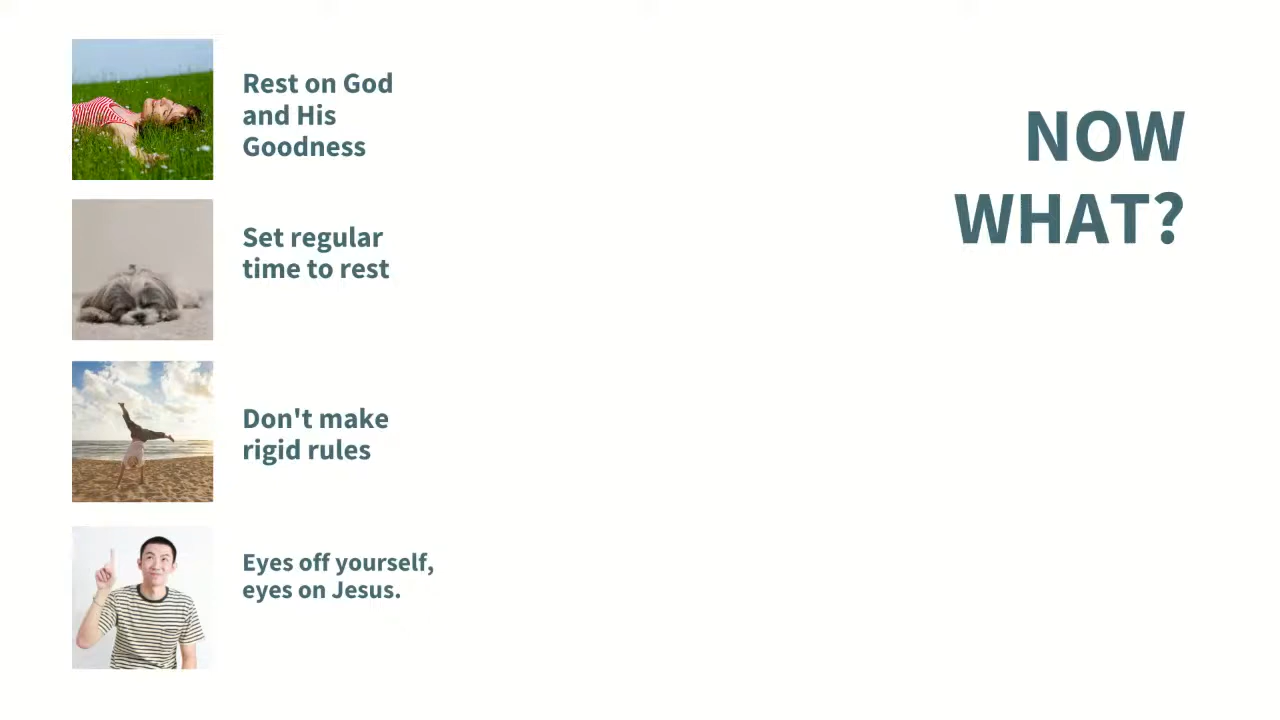 Rest on God
and His
Goodness
Set regular
time to rest
Don't make
rigid rules
Eyes off yourself,
eyes on Jesus.
NOW
WHAT?